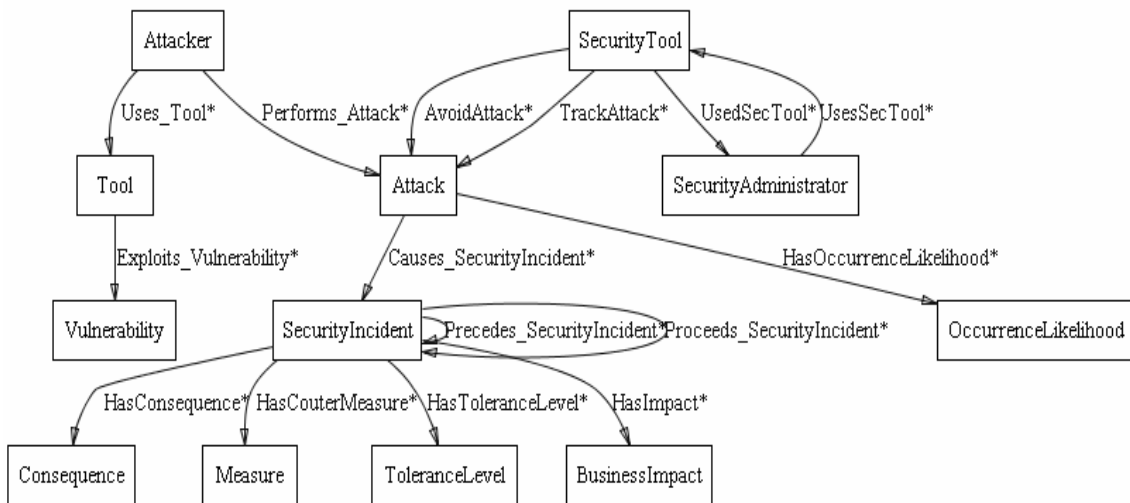 Attacker
SecurityTool
Uses_Tool*
Performs_Attack*
AvoidAttack*
TrackAttack*
UsedSecTool*
UsesSecTool*
Tool
Attack
SecurityAdministrator
Exploits_Vulnerability*
Causes_SecurityIncident*
HasOccurrenceLikelihood*
Vulnerability
SecurityIncident
Precedes_SecurityIncident*
Proceeds_SecurityIncident*
OccurrenceLikelihood
HasConsequence*
HasCouterMeasure*
HasToleranceLevel*
HasImpact*
Consequence
Measure
ToleranceLevel
BusinessImpact